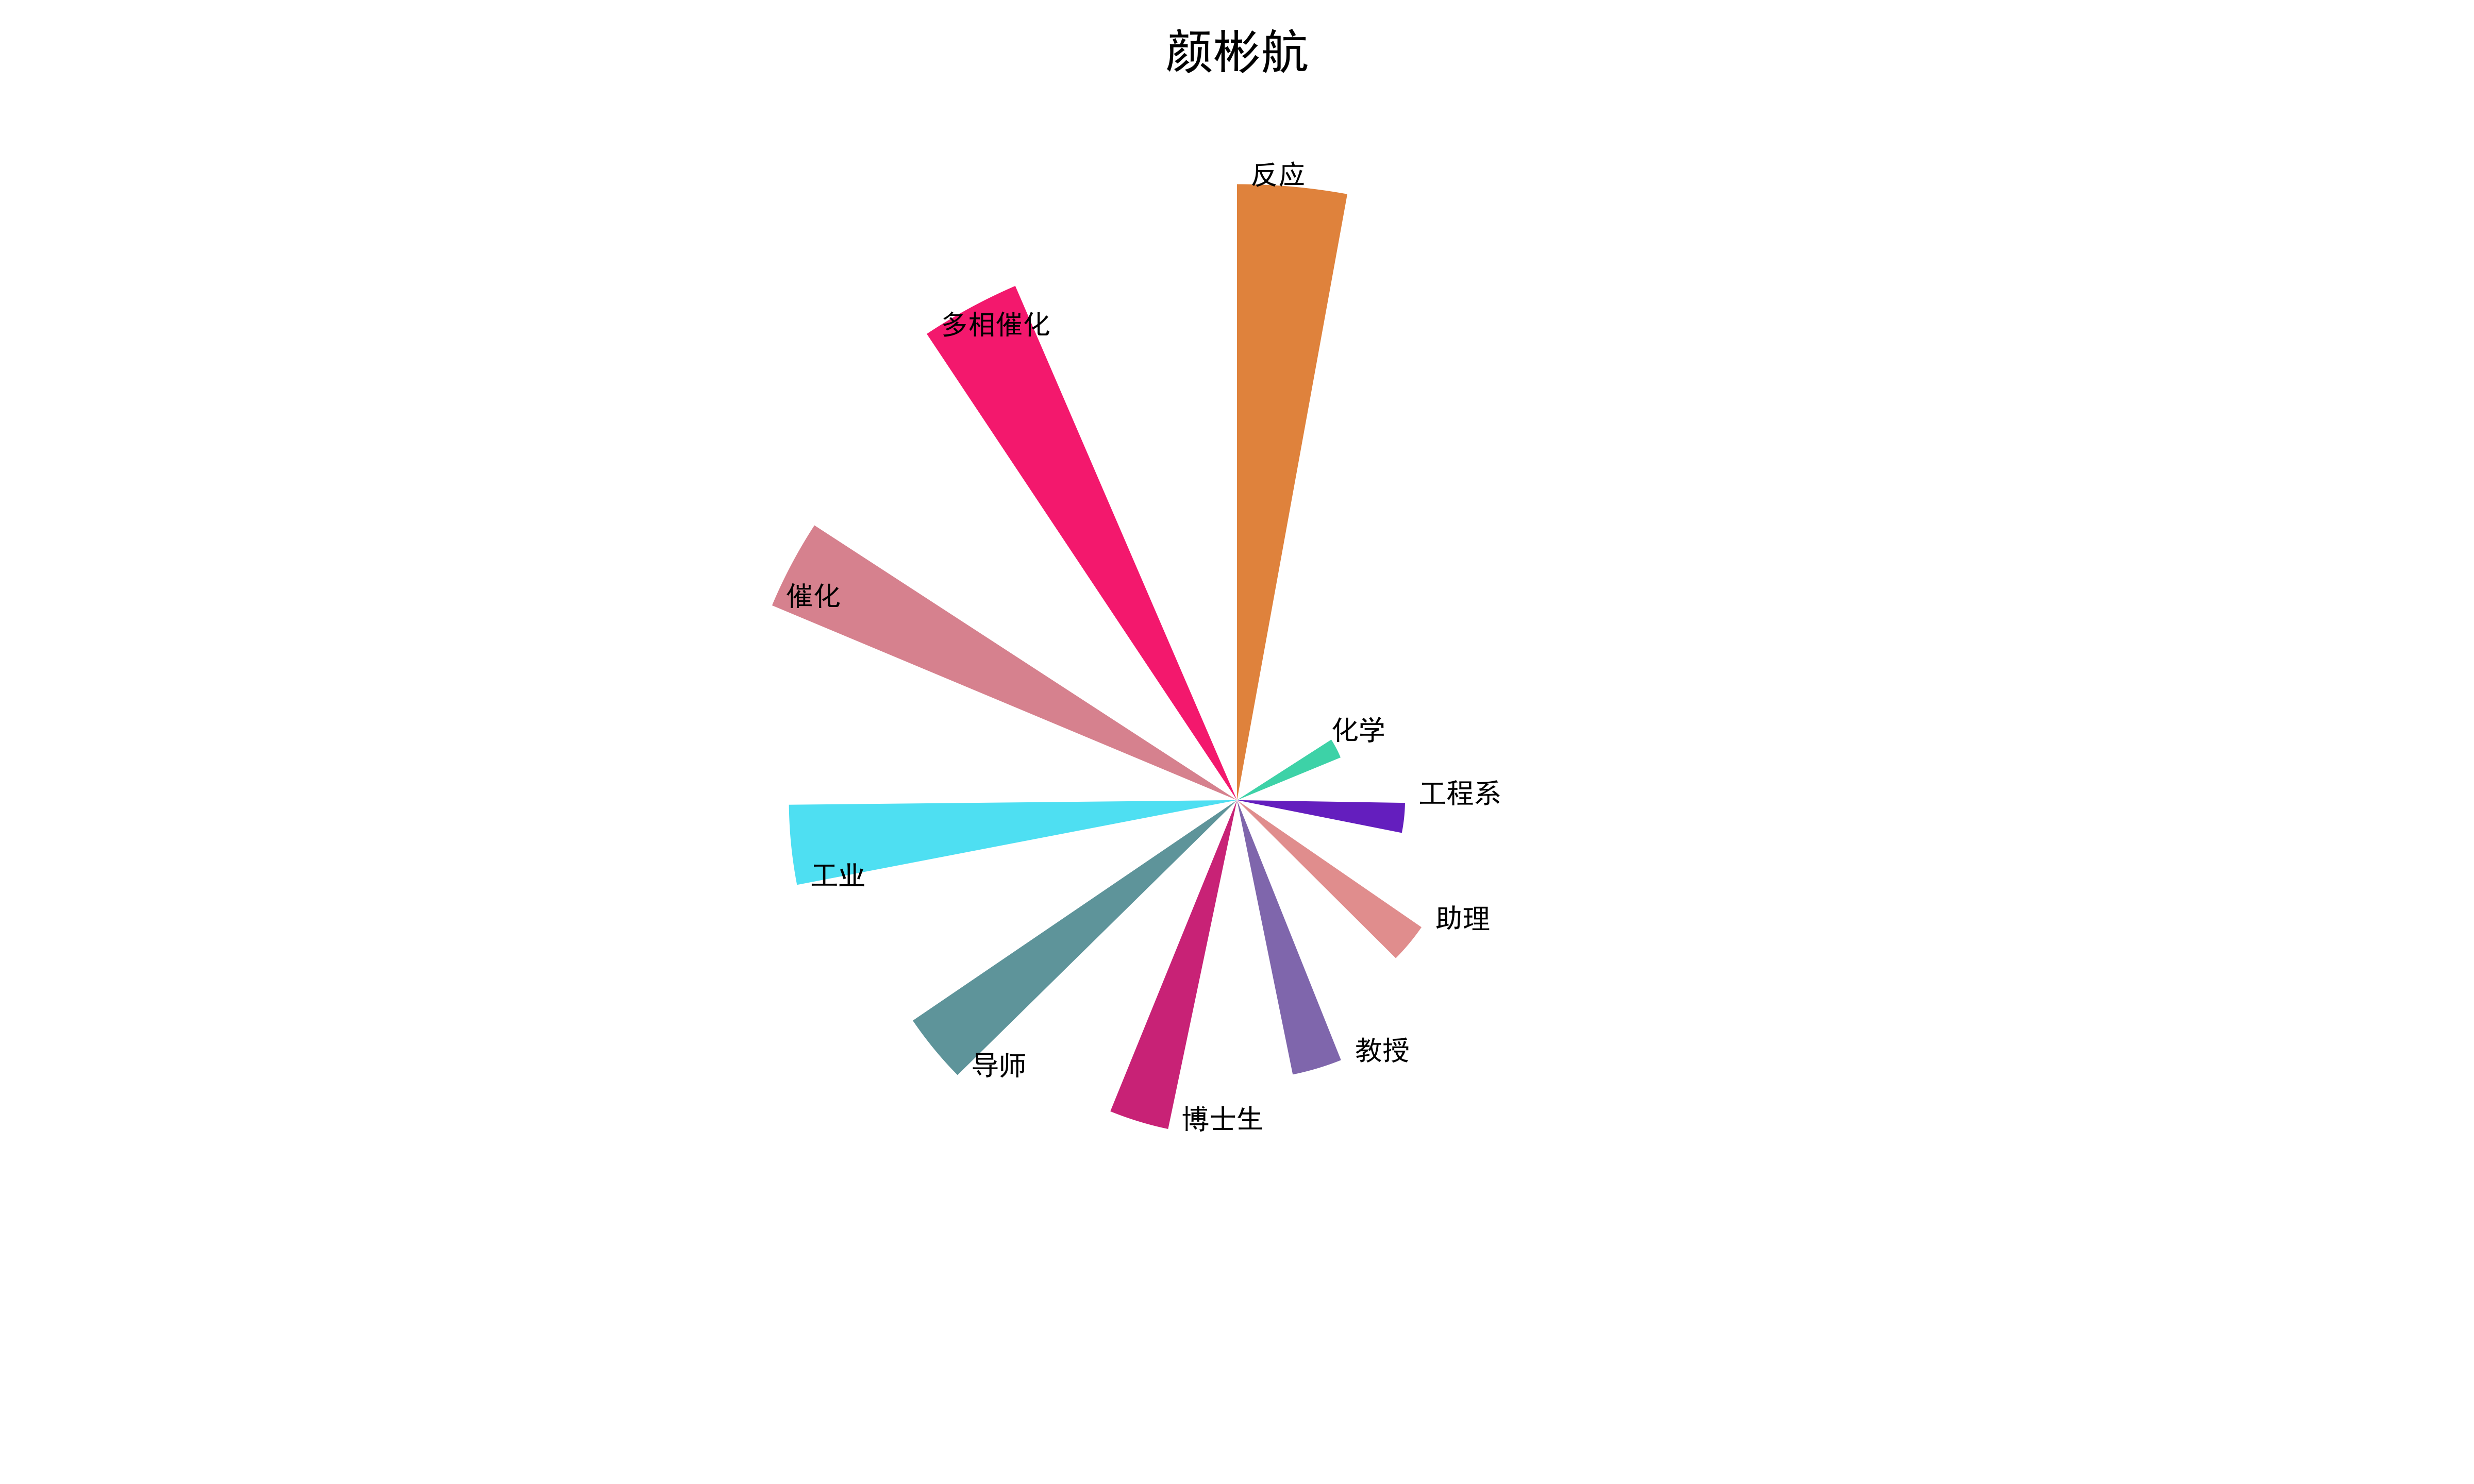 颜彬航
反应
多相催化
催化
化学
工程系
工业
助理
教授
导师
博士生